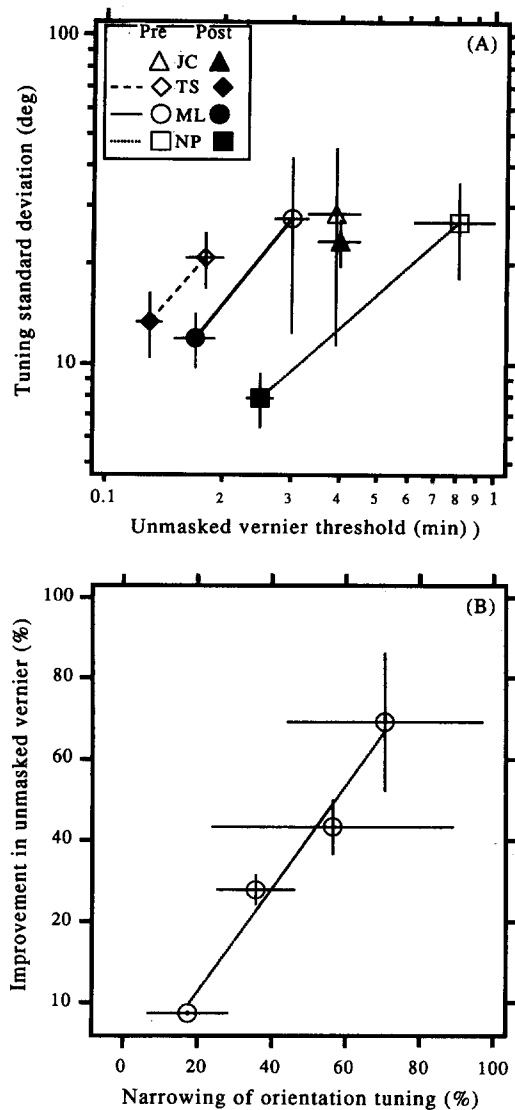 100
Pre Post
(A)
JC
TS
ML
NP
Tuning standard deviation ((deg)
10
0.1 2 3 4 5 6 7 8 9 1
Unmasked vernier threshold (min) )
100
(B)
Improvement in unmasked vernier (%)
80
60
40
20
10
0 20 40 60 80 100
Narrowing of orientation tuning (%)